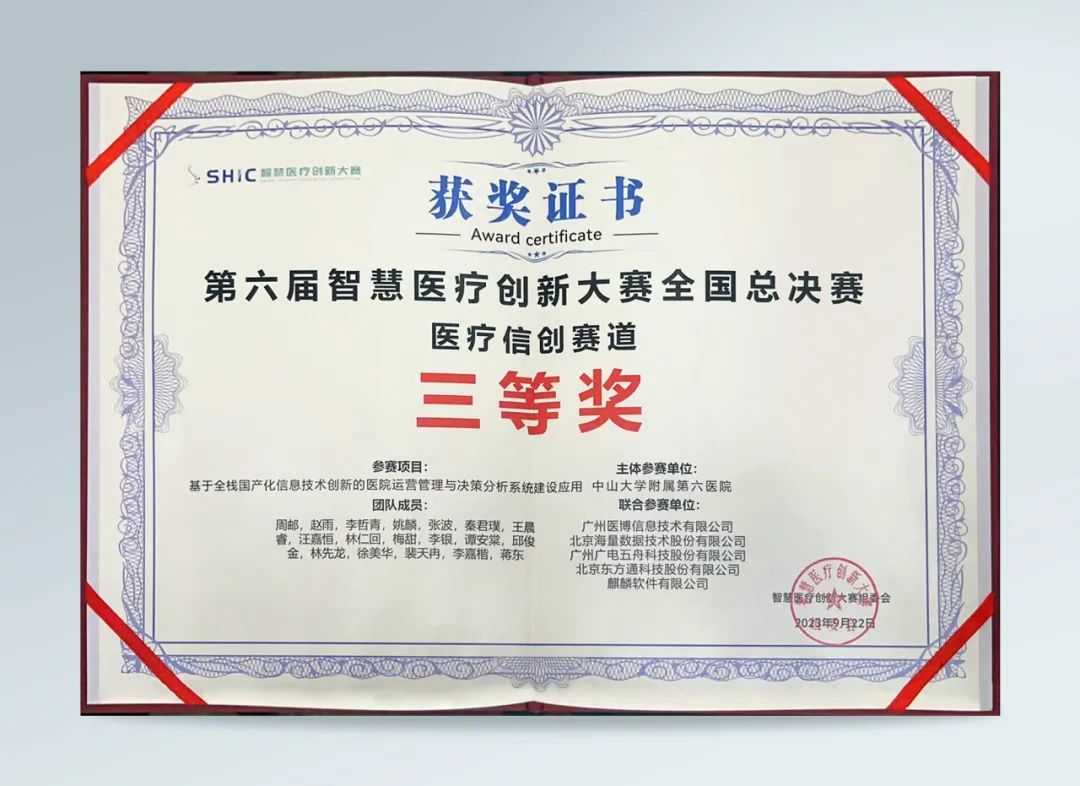 SHIC 智慧医疗创新大赛
获奖证书
Award certificate
第六届智慧医疗创新大赛全国总决赛
医疗信创赛道
三等奖
参赛项目：
基于全栈国产化信息技术创新的医院运营管理与决策分析系统建设应用
团队成员：
周邮，赵雨，李哲青，姚麟，张波，秦君璞，王晨
睿，汪嘉恒，林仁回，梅甜，李银，谭安棠，邱俊
金，林先龙，徐美华，裴天冉，李嘉楷，蒋东
主体参赛单位：
中山大学附属第六医院
联合参赛单位：
广州医博信息技术有限公司
北京海量数据技术股份有限公司
广州广电五舟科技股份有限公司
北京东方通科技股份有限公司
麒麟软件有限公司
智慧医疗创新大赛组委会
2023年9月22日
智慧医疗创新大赛